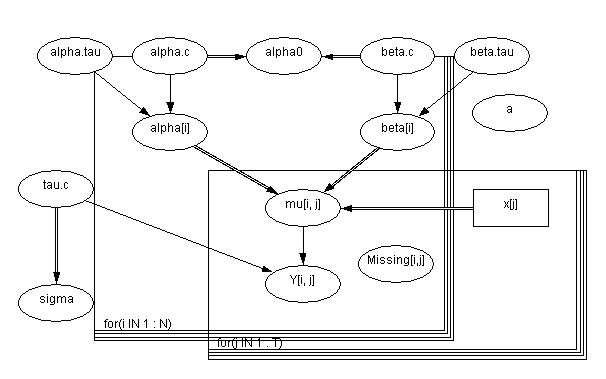 alpha.tau alpha.c alpha0 beta.c beta.tau
a
alpha[i] beta[i]
tau.c
mu[i, j] x[j]
Missing[i,j]
Y[i, j]
sigma
for(i IN 1 : N)
for(j IN 1 : T)